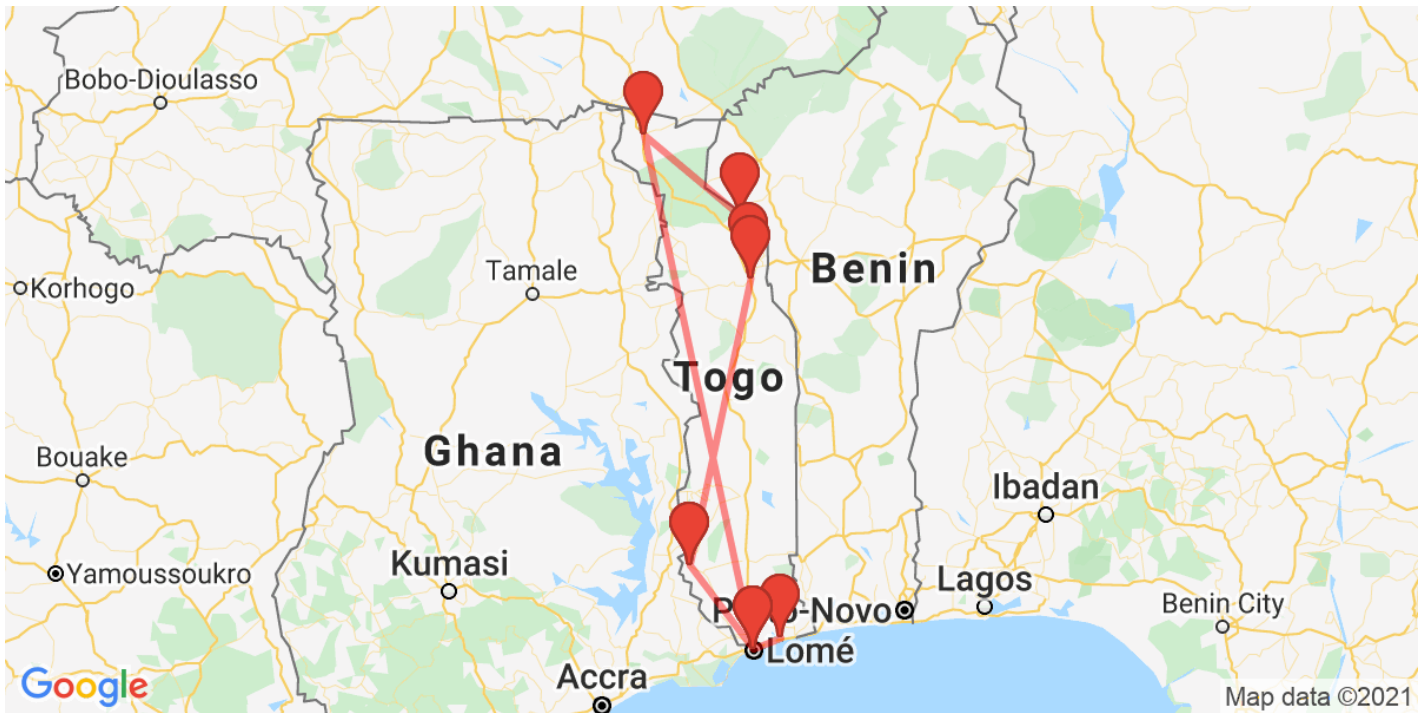 Bobo-Dioulasso
Korhogo
Tamale
Benin
Togo
Ghana
Bouake
Ibadan
Yamoussoukro
Kumasi
Lagos
-Novo
Benin City
Lomé
Accra
Google
Map data ©2021